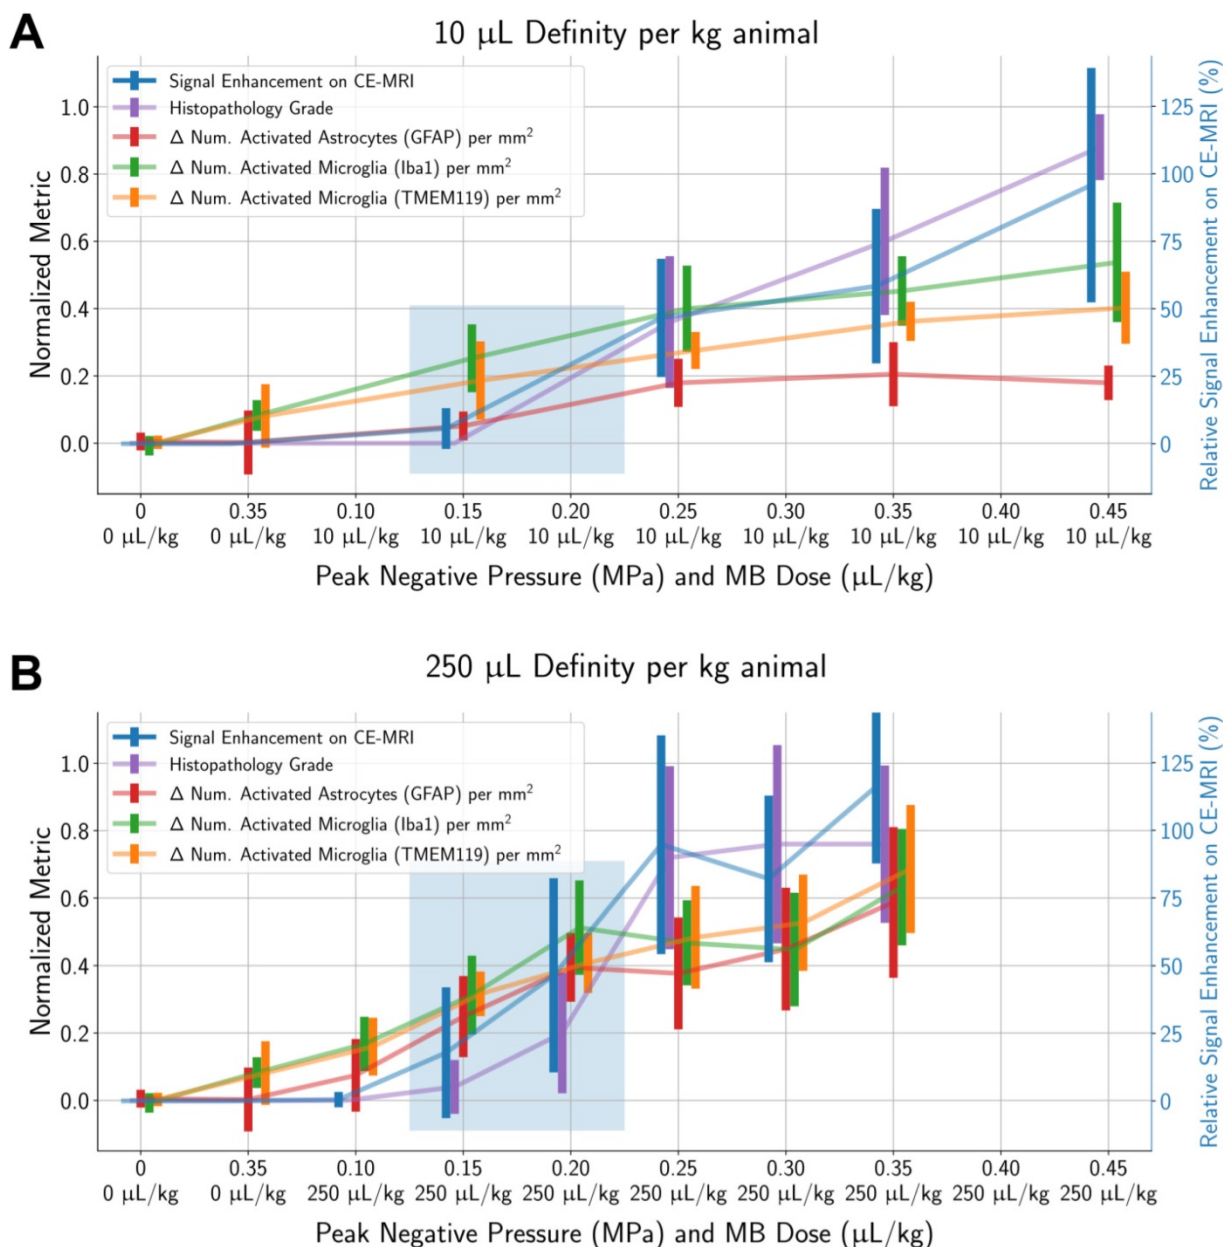 A
10 μL Definity per kg animal
Signal Enhancement on CE-MRI
Histopathology Grade
Δ Num. Activated Astrocytes (GFAP) per mm²
Δ Num. Activated Microglia (Iba1) per mm²
Δ Num. Activated Microglia (TMEM119) per mm²
Normalized Metric
1.0
0.8
0.6
0.4
0.2
0.0
125
100
75
50
25
0
Relative Signal Enhancement on CE-MRI (%)
0 0.35 0.10 0.15 0.20 0.25 0.30 0.35 0.40 0.45
0 μL/kg 0 μL/kg 10 μL/kg 10 μL/kg 10 μL/kg 10 μL/kg 10 μL/kg 10 μL/kg 10 μL/kg 10 μL/kg
Peak Negative Pressure (MPa) and MB Dose (μL/kg)
B
250 μL Definity per kg animal
Signal Enhancement on CE-MRI
Histopathology Grade
Δ Num. Activated Astrocytes (GFAP) per mm²
Δ Num. Activated Microglia (Iba1) per mm²
Δ Num. Activated Microglia (TMEM119) per mm²
Normalized Metric
1.0
0.8
0.6
0.4
0.2
0.0
125
100
75
50
25
0
Relative Signal Enhancement on CE-MRI (%)
0 0.35 0.10 0.15 0.20 0.25 0.30 0.35 0.40 0.45
0 μL/kg 0 μL/kg 250 μL/kg 250 μL/kg 250 μL/kg 250 μL/kg 250 μL/kg 250 μL/kg 250 μL/kg 250 μL/kg
Peak Negative Pressure (MPa) and MB Dose (μL/kg)